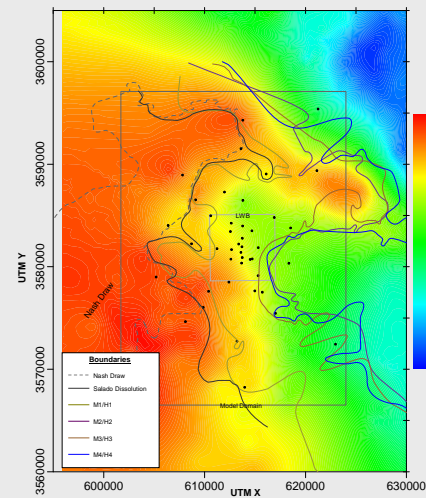 3600000
3590000
3580000
3570000
3560000
UTM Y
LWB
Nash Draw
Boundaries
Nash Draw
Salado Dissolution
M1/H1
M2/H2
M3/H3
M4/H4
Model Domain
600000
610000
620000
630000
UTM X